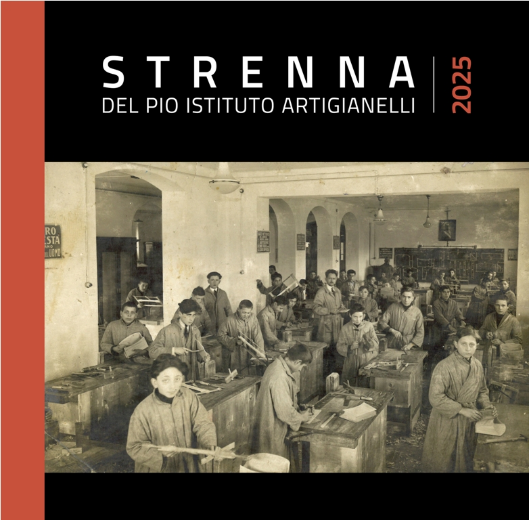 STRENNA
DEL PIO ISTITUTO ARTIGIANELLI
2025